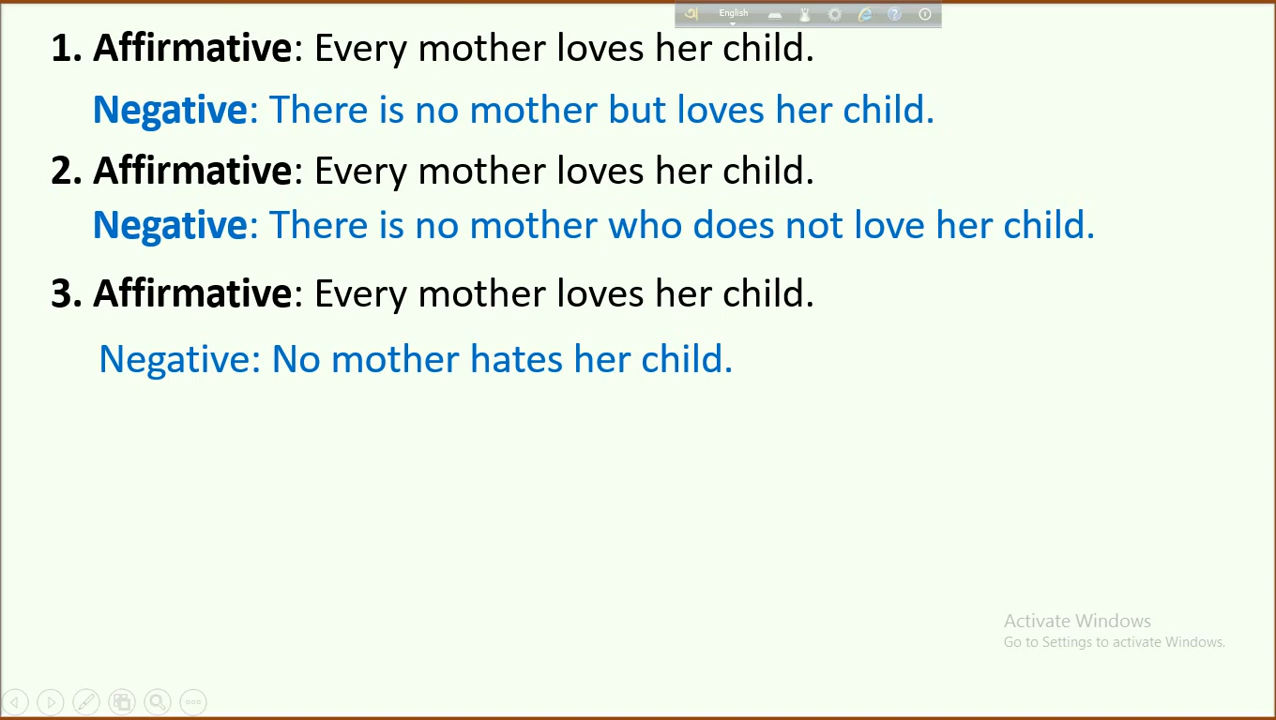 English
1. Affirmative: Every mother loves her child.
Negative: There is no mother but loves her child.
2. Affirmative: Every mother loves her child.
Negative: There is no mother who does not love her child.
3. Affirmative: Every mother loves her child.
Negative: No mother hates her child.
Activate Windows
Go to Settings to activate Windows.